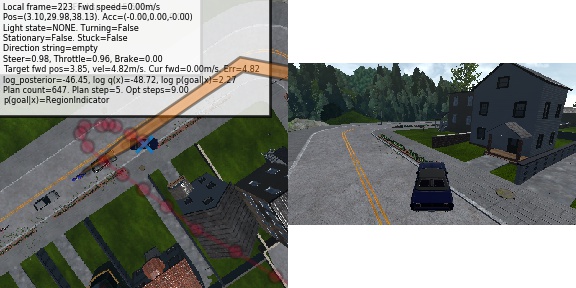 Local frame=223. Fwd speed=0.00m/s
Pos=(3.10,29.98,38.13). Acc=(-0.00,0.00,-0.00)
Light state=NONE. Turning=False
Stationary=False. Stuck=False
Direction string=empty
Steer=0.98, Throttle=0.96, Brake=0.00
Target fwd pos=3.85, vel=4.82m/s. Cur fwd=0.00m/s. Err=4.82
log_posterior=-46.45, log q(x)=-48.72, log p(goal|x)=2.27
Plan count=647. Plan step=5. Opt steps=9.00
p(goal|x)=RegionIndicator